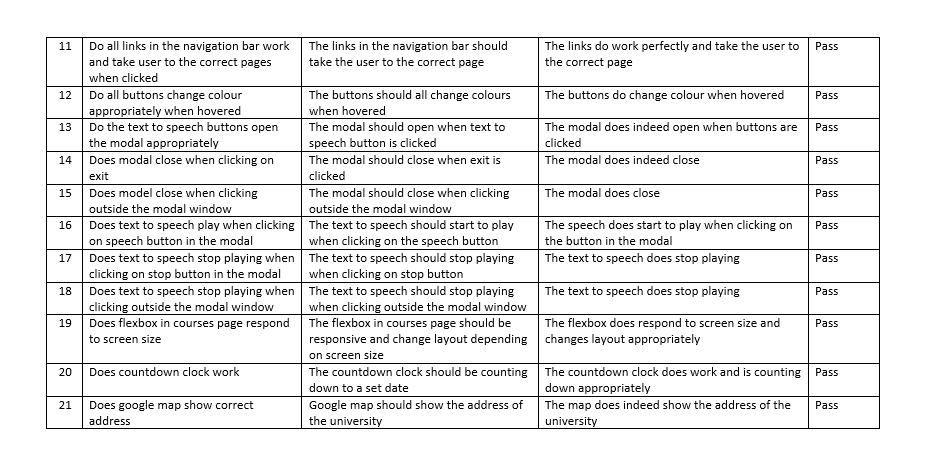 11 Do all links in the navigation bar work The links in the navigation bar should The links do work perfectly and take the user to Pass
and take user to the correct pages take the user to the correct page the correct page
when clicked
12 Do all buttons change colour The buttons should all change colours The buttons do change colour when hovered Pass
appropriately when hovered when hovered
13 Do the text to speech buttons open The modal should open when text to The modal does indeed open when buttons are Pass
the modal appropriately speech button is clicked clicked
14 Does modal close when clicking on The modal should close when exit is The modal does indeed close Pass
exit clicked
15 Does model close when clicking The modal should close when clicking The modal does close Pass
outside the modal window outside the modal window
16 Does text to speech play when clicking The text to speech should start to play The speech does start to play when clicking on Pass
on speech button in the modal when clicking on the speech button the button in the modal
17 Does text to speech stop playing when The text to speech should stop playing The text to speech does stop playing Pass
clicking on stop button in the modal when clicking on stop button
18 Does text to speech stop playing when The text to speech should stop playing The text to speech does stop playing Pass
clicking outside the modal window when clicking outside the modal window
19 Does flexbox in courses page respond The flexbox in courses page should be The flexbox does respond to screen size and Pass
to screen size responsive and change layout depending changes layout appropriately
on screen size
20 Does countdown clock work The countdown clock should be counting The countdown clock does work and is counting Pass
down to a set date down appropriately
21 Does google map show correct Google map should show the address of The map does indeed show the address of the Pass
address the university university